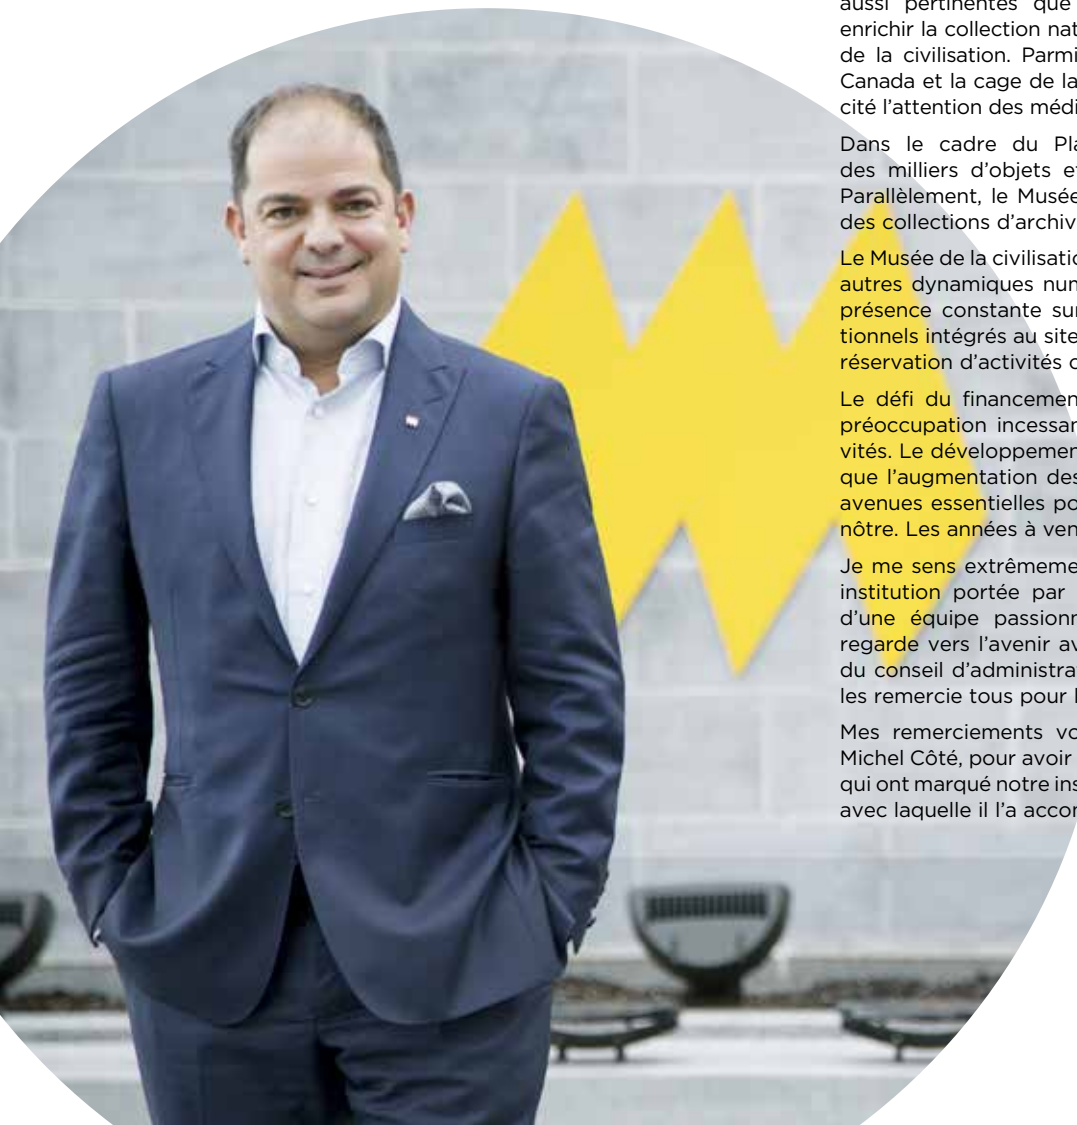 aussi pertinentes que
enrichir la collection nat
de la civilisation. Parmi
Canada et la cage de la
cité l'attention des médi
Dans le cadre du Pla
des milliers d'objets et
Parallèlement, le Musée
des collections d'archiv
Le Musée de la civilisatio
autres dynamiques num
présence constante sur
tionnels intégrés au site
réservation d'activités o
Le défi du financemen
préoccupation incessan
vités. Le développemen
que l'augmentation des
avenues essentielles po
nôtre. Les années à ven
Je me sens extrêmeme
institution portée par
d'une équipe passionn
regarde vers l'avenir av
du conseil d'administra
les remercie tous pour l
Mes remerciements vo
Michel Côté, pour avoir
qui ont marqué notre ins
avec laquelle il l'a accor